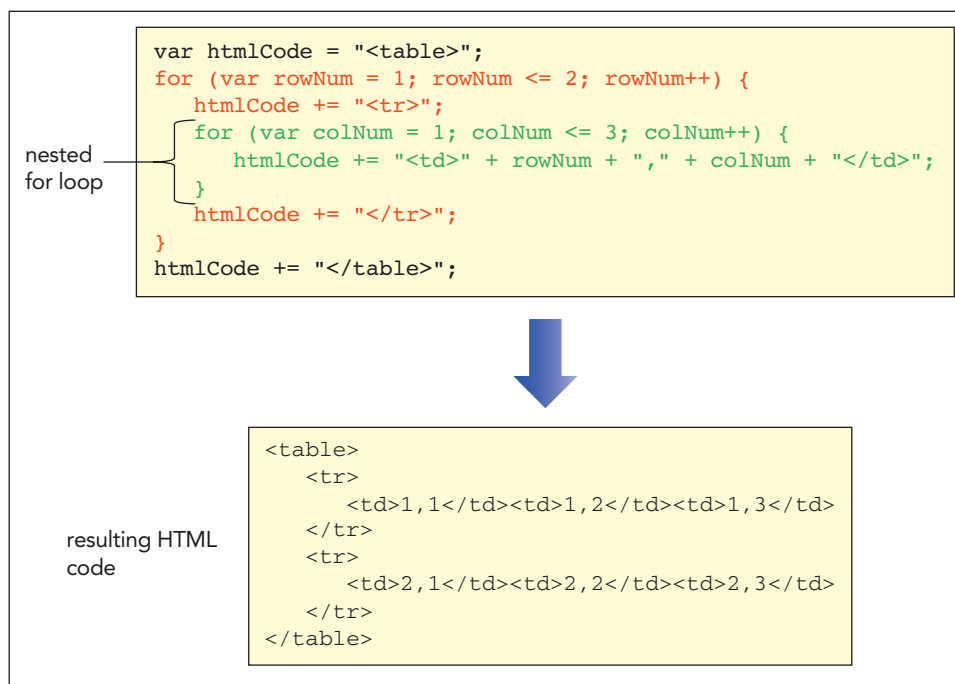 var htmlCode = "<table>";
for (var rowNum = 1; rowNum <= 2; rowNum++) {
htmlCode += "<tr>";
for (var colNum = 1; colNum <= 3; colNum++) {
htmlCode += "<td>" + rowNum + "," + colNum + "</td>";
}
htmlCode += "</tr>";
}
htmlCode += "</table>";
nested
for loop
<table>
<tr>
<td>1,1</td><td>1,2</td><td>1,3</td>
</tr>
<tr>
<td>2,1</td><td>2,2</td><td>2,3</td>
</tr>
</table>
resulting HTML
code